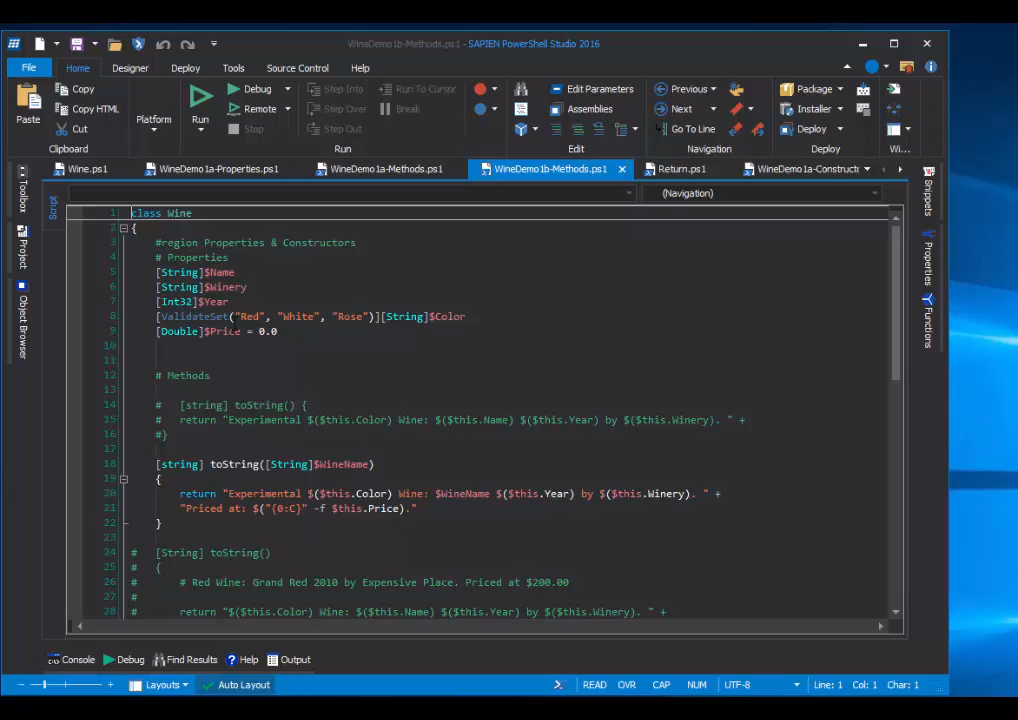 WineDemo1b-Methods.ps1 - SAPIEN PowerShell Studio 2016
File Home Designer Deploy Tools Source Control Help
Paste
Copy
Copy HTML
Cut
Clipboard
Platform
Run
Debug
Remote
Stop
Step Into
Step Over
Step Out
Run To Cursor
Break
Run
Edit Parameters
Assemblies
Edit
Previous
Next
Go To Line
Navigation
Package
Installer
Deploy
Deploy
Wi...
Wine.ps1 WineDemo1a-Properties.ps1 WineDemo1a-Methods.ps1 WineDemo1b-Methods.ps1 Return.ps1 WineDemo1a-Constructo
Toolbox
Project
Object Browser
Script
(Navigation)
1 class Wine
2 {
3 #region Properties & Constructors
4 # Properties
5 [String]$Name
6 [String]$Winery
7 [Int32]$Year
8 [ValidateSet("Red", "White", "Rose")][String]$Color
9 [Double]$Price = 0.0
10
11
12 # Methods
13
14 # [string] toString() {
15 # return "Experimental $($this.Color) Wine: $($this.Name) $($this.Year) by $($this.Winery). " +
16 #}
17
18 [string] toString([String]$WineName)
19 {
20 return "Experimental $($this.Color) Wine: $WineName $($this.Year) by $($this.Winery). " +
21 "Priced at: $("{0:C}" -f $this.Price)."
22 }
23
24 # [String] toString()
25 # {
26 # # Red Wine: Grand Red 2010 by Expensive Place. Priced at $200.00
27 #
28 # return "$($this.Color) Wine: $($this.Name) $($this.Year) by $($this.Winery). " +
Snippets
Properties
Functions
Console Debug Find Results Help Output
Layouts Auto Layout READ OVR CAP NUM UTF-8 Line: 1 Col: 1 Char: 1